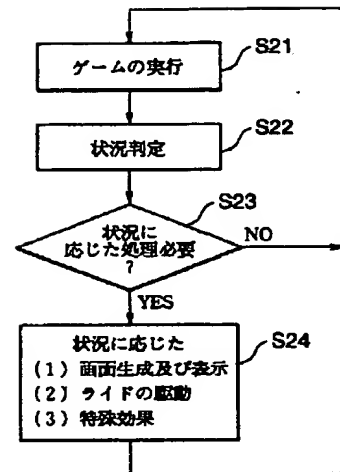 S21
ゲームの実行
S22
状況判定
S23
状況に
応じた処理必要
?
NO
YES
S24
状況に応じた
(1) 画面生成及び表示
(2) ライドの駆動
(3) 特殊効果